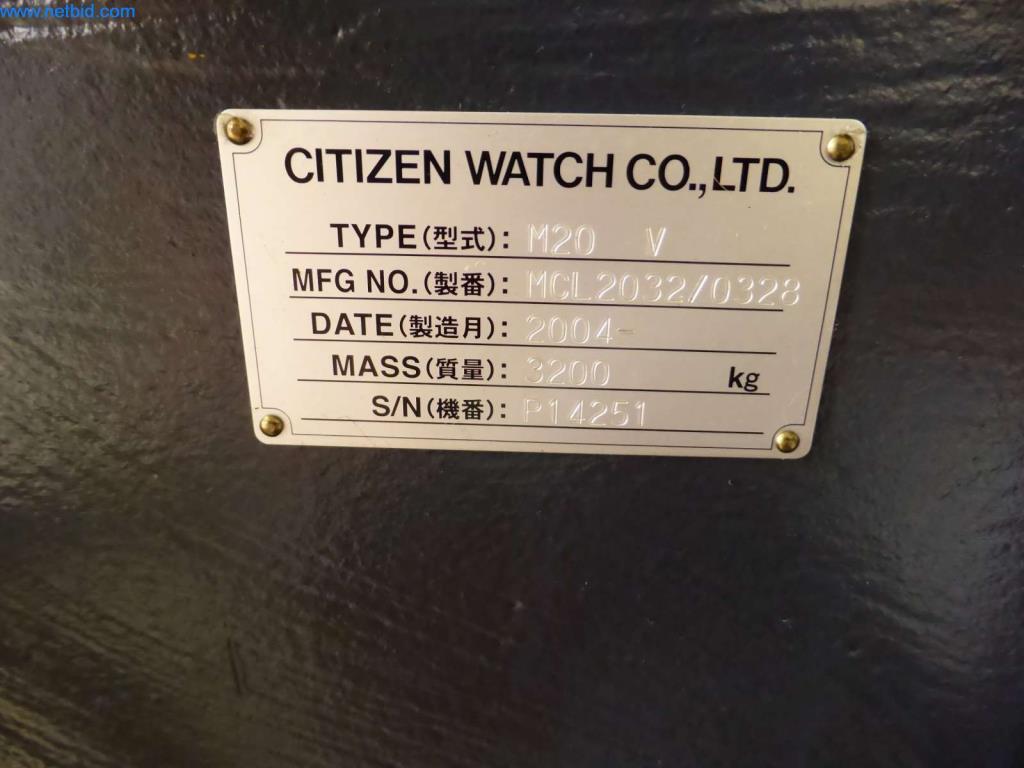 www.netbid.com
CITIZEN WATCH CO.,LTD.
TYPE(型式): M20 V
MFG NO.(製番): MCL2032/0328
DATE(製造月): 2004-
MASS(質量): 3200 kg
S/N(機番): P14251